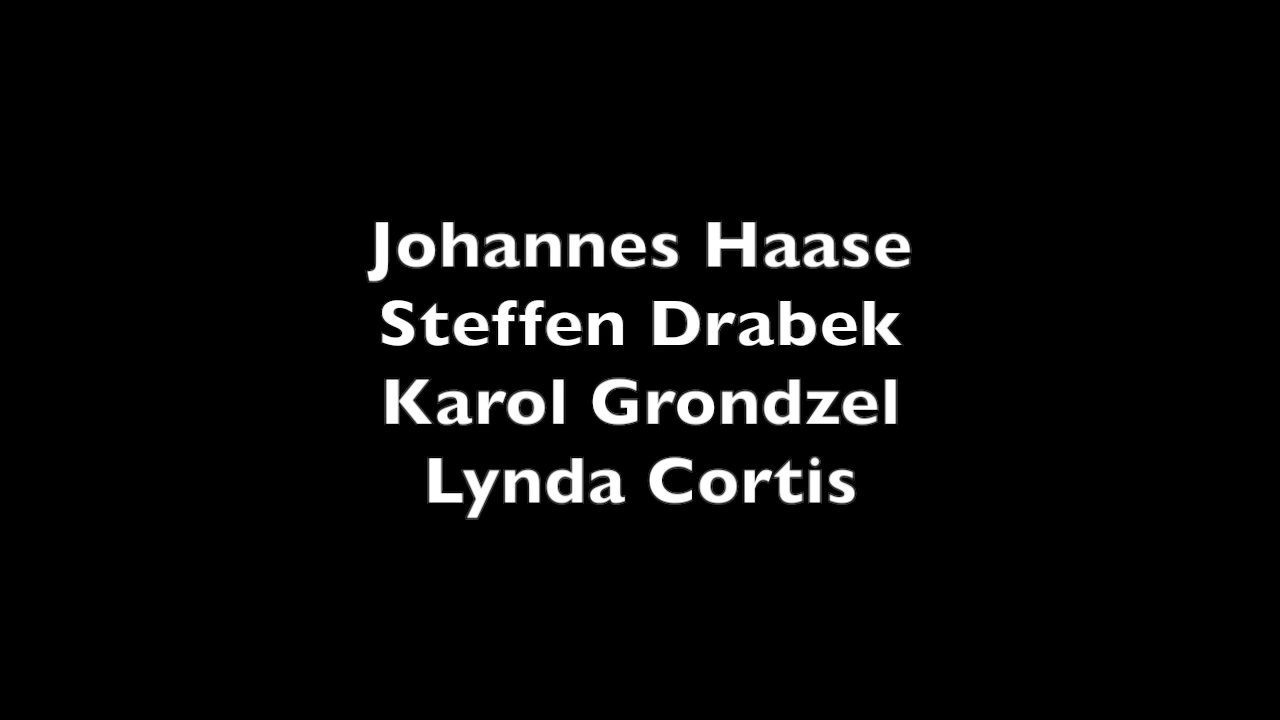 Johannes Haase
Steffen Drabek
Karol Grondzel
Lynda Cortis